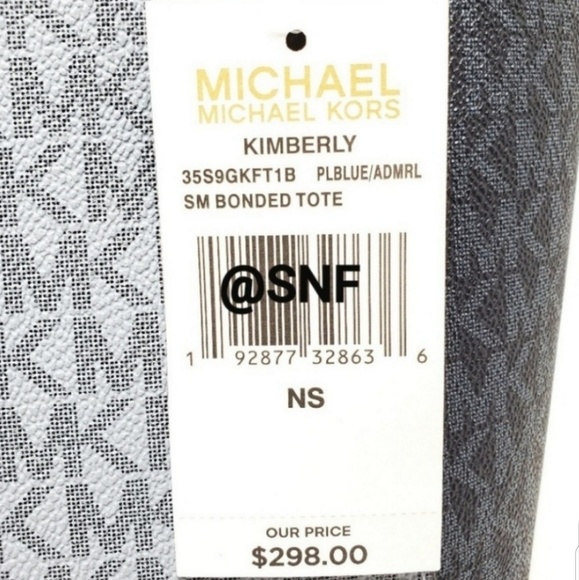 MICHAEL
MICHAEL KORS
KIMBERLY
35S9GKFT1B PLBLUE/ADMRL
SM BONDED TOTE
@SNF
1 92877 32863 6
NS
OUR PRICE
$298.00